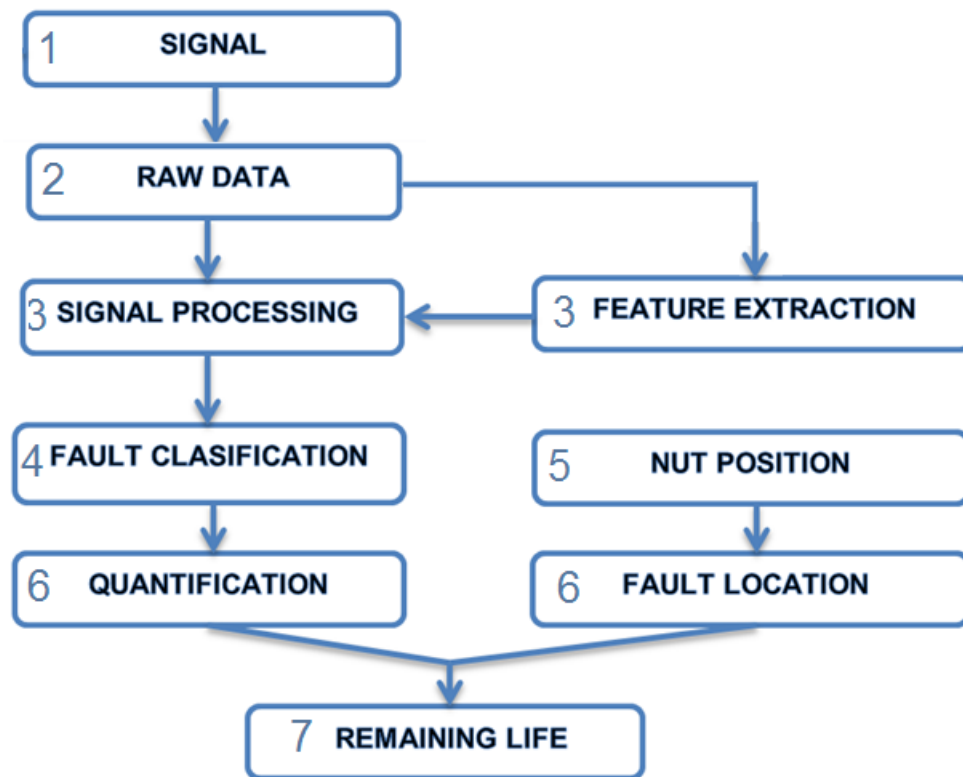 1 SIGNAL
2 RAW DATA
3 SIGNAL PROCESSING
3 FEATURE EXTRACTION
4 FAULT CLASIFICATION
5 NUT POSITION
6 QUANTIFICATION
6 FAULT LOCATION
7 REMAINING LIFE